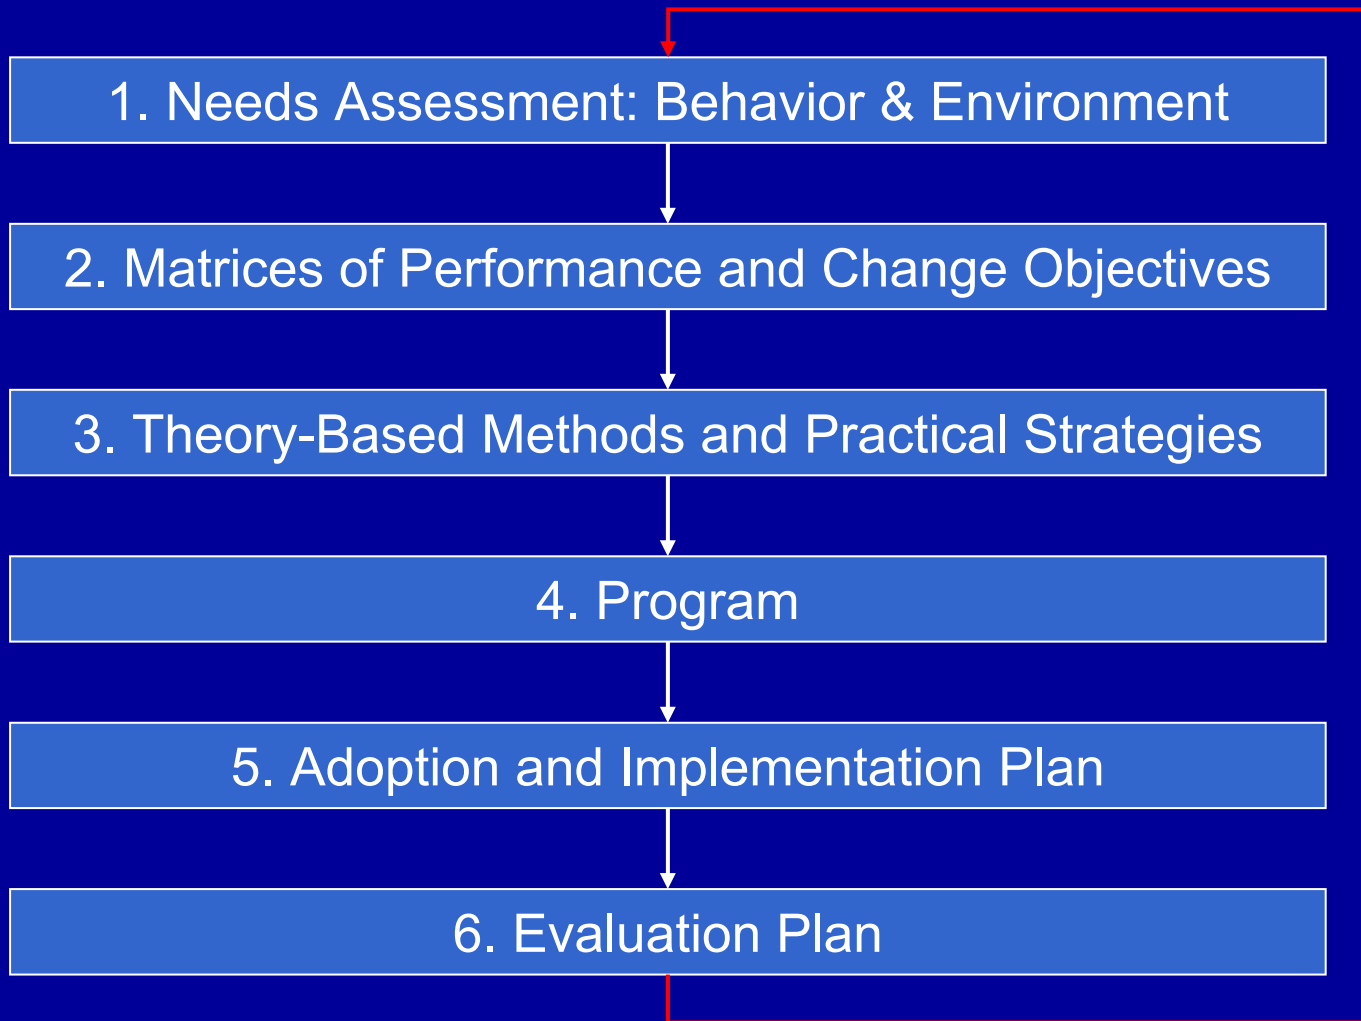 1. Needs Assessment: Behavior & Environment
2. Matrices of Performance and Change Objectives
3. Theory-Based Methods and Practical Strategies
4. Program
5. Adoption and Implementation Plan
6. Evaluation Plan